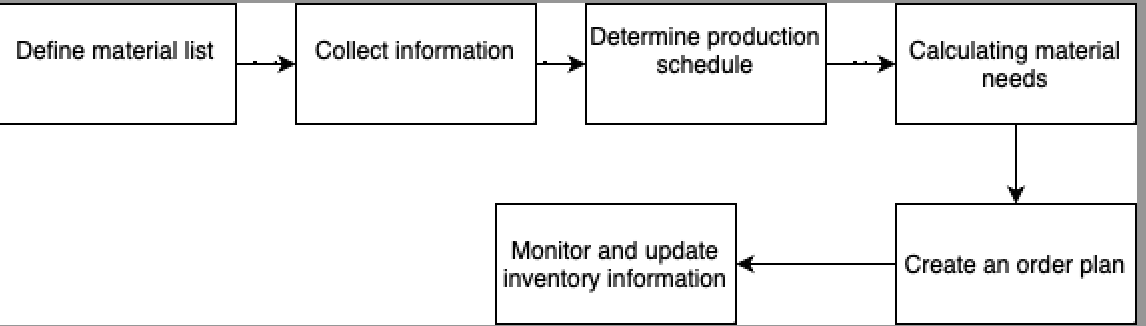 Define material list
Collect information
Determine production
schedule
Calculating material
needs
Create an order plan
Monitor and update
inventory information